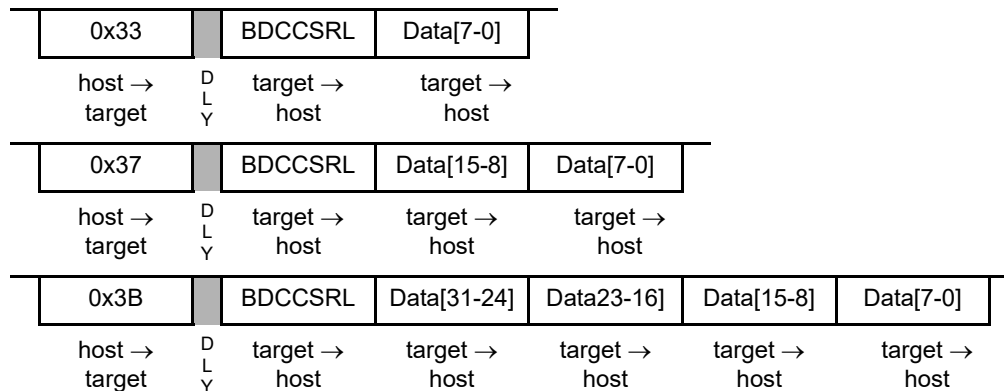 0x33 BDCCSRL Data[7-0]
host → D target → target →
target L host host
Y
0x37 BDCCSRL Data[15-8] Data[7-0]
host → D target → target → target →
target L host host host
Y
0x3B BDCCSRL Data[31-24] Data23-16] Data[15-8] Data[7-0]
host → D target → target → target → target → target →
target L host host host host host
Y